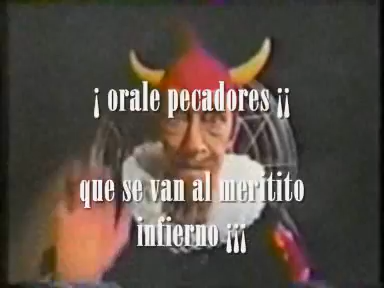 ¡ orale pecadores ¡¡
que se van al meritito
infierno ¡¡¡